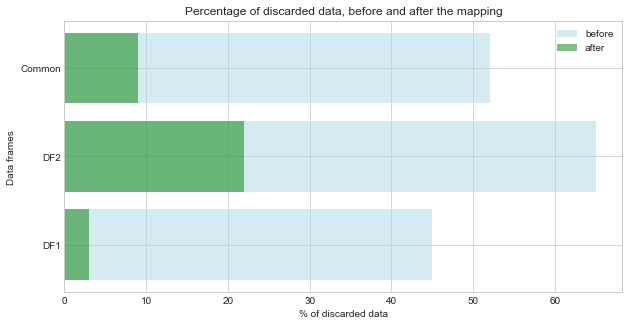 Percentage of discarded data, before and after the mapping
before
after
Common
DF2
DF1
Data frames
0 10 20 30 40 50 60
% of discarded data